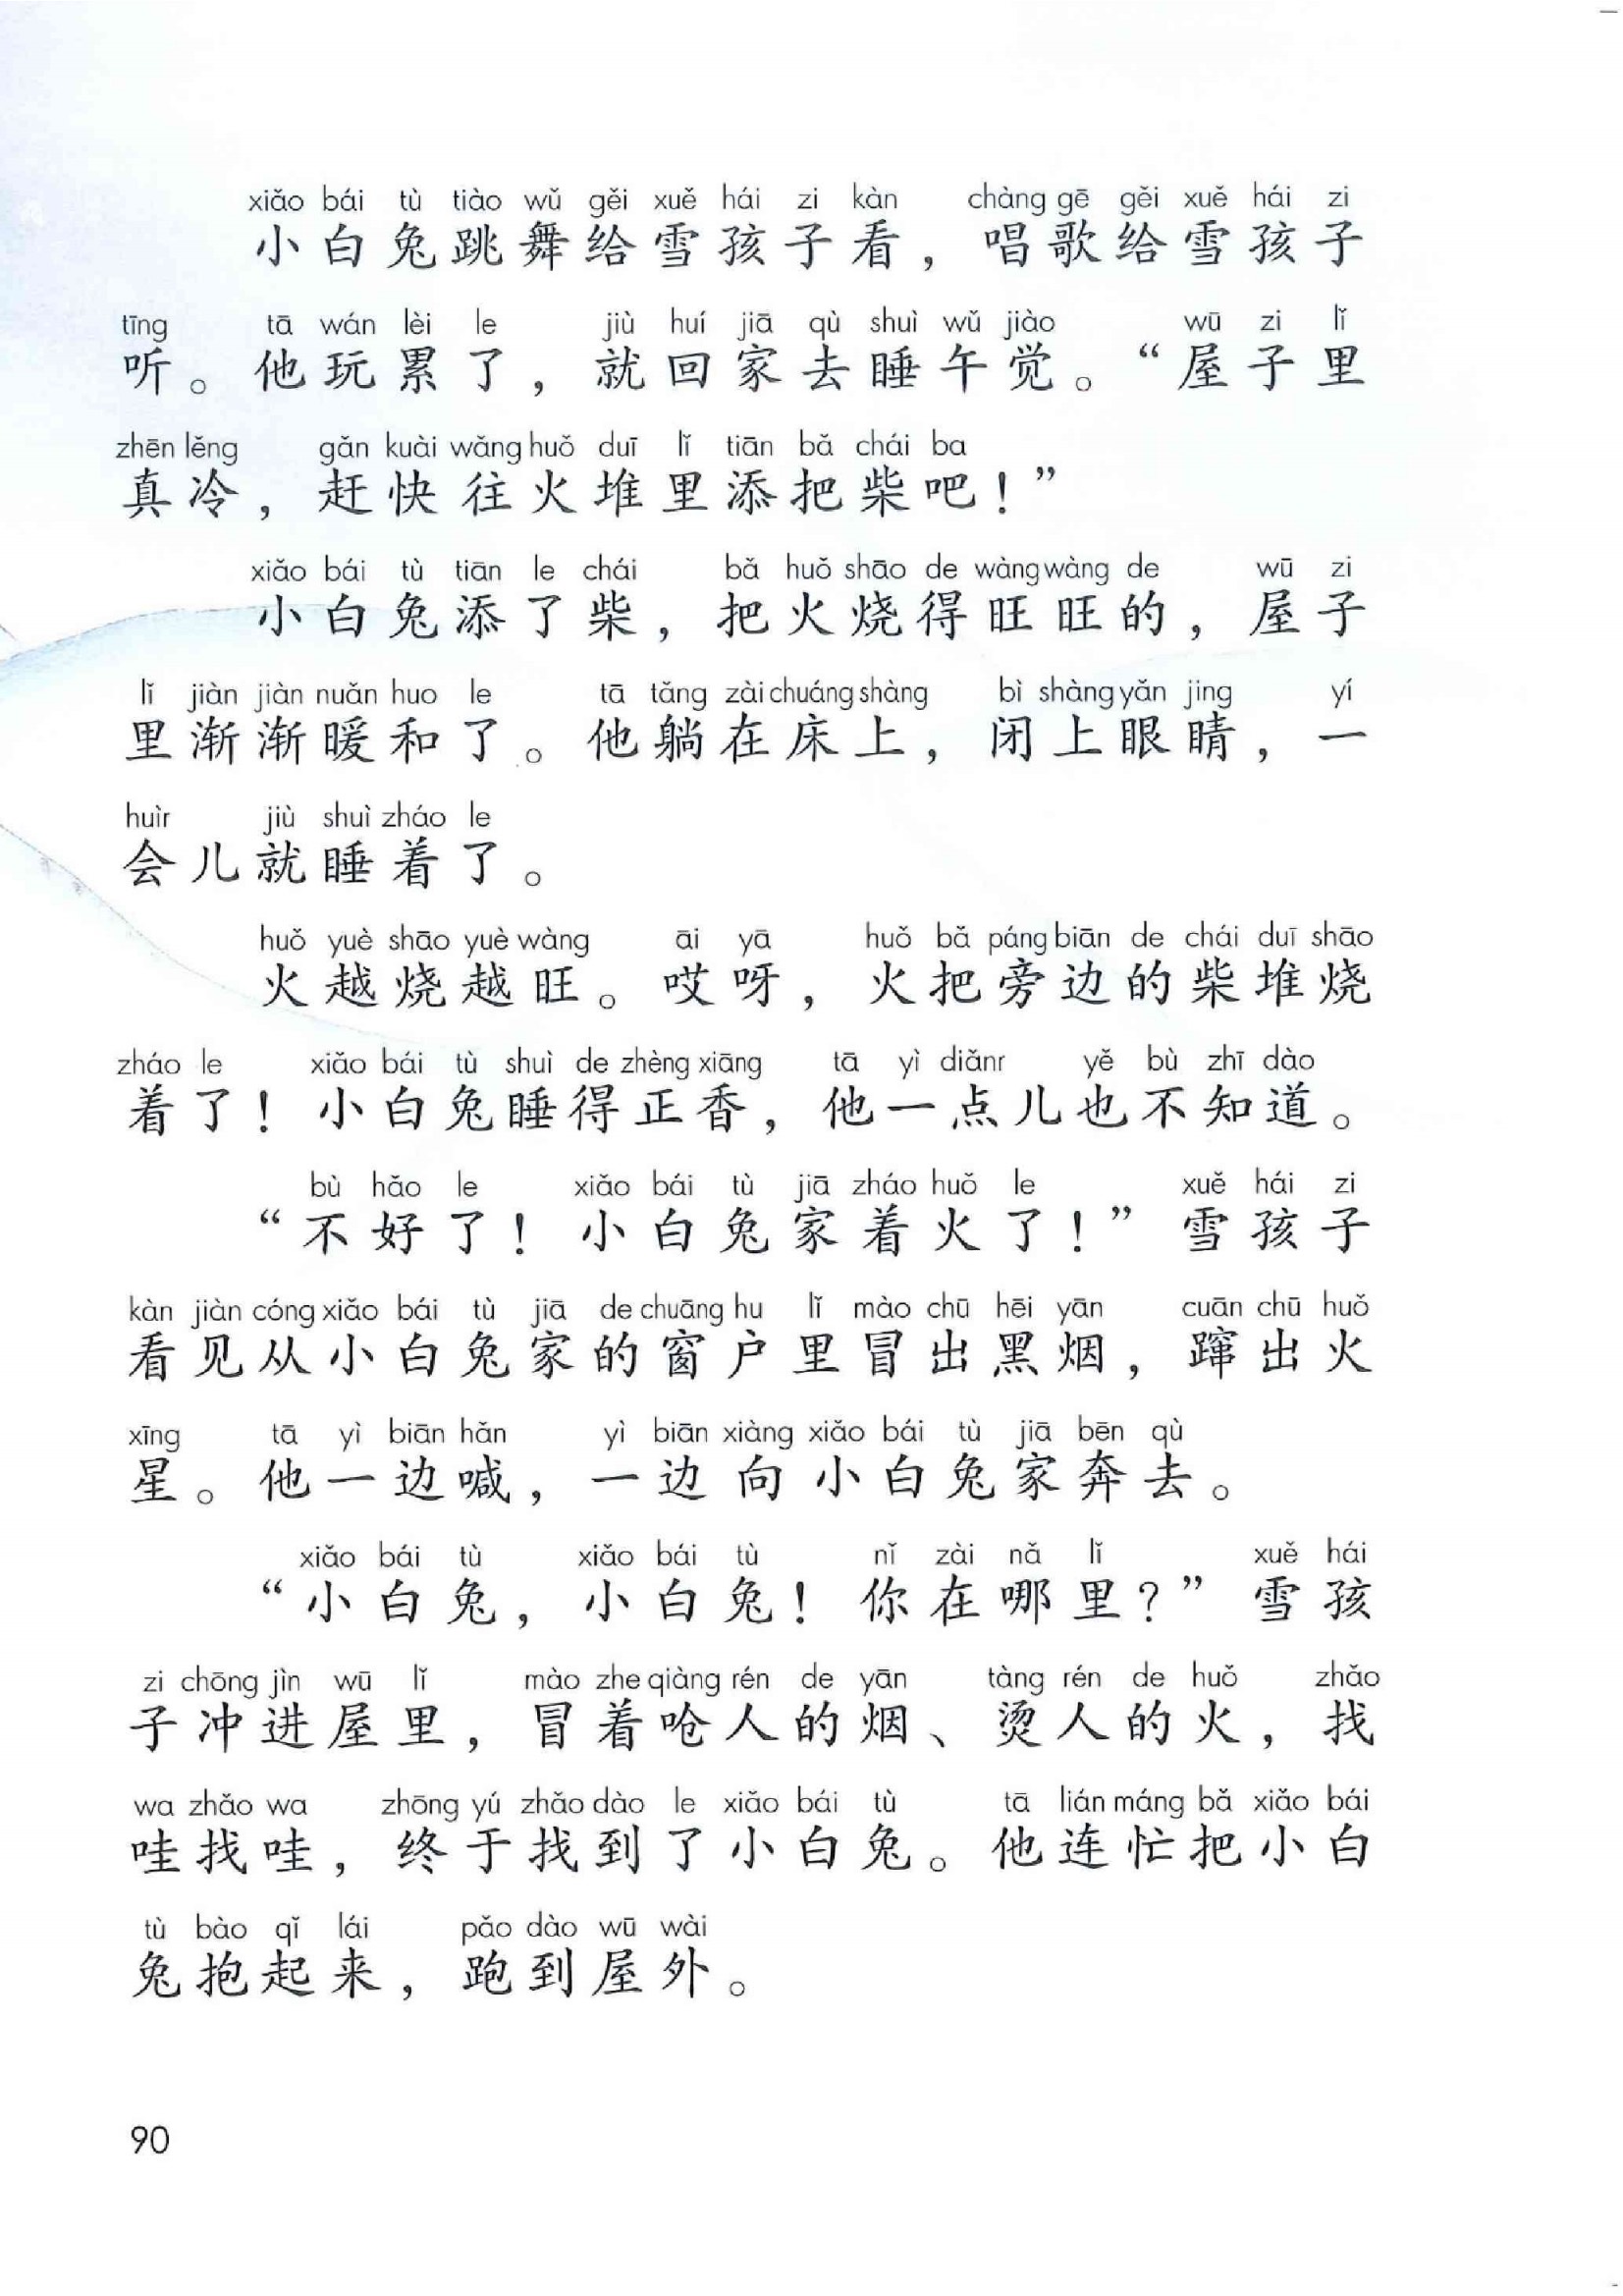 xiǎo bái tù tiào wǔ gěi xuě hái zi kàn chàng gē gěi xuě hái zi
小白兔跳舞给雪孩子看，唱歌给雪孩子
tīng tā wán lèi le jiù huí jiā qù shuì wǔ jiào wū zi lǐ
听。他玩累了，就回家去睡午觉。“屋子里
zhēn lěng gǎn kuài wǎng huǒ duī lǐ tiān bǎ chái ba
真冷，赶快往火堆里添把柴吧！”
xiǎo bái tù tiān le chái bǎ huǒ shāo de wàng wàng de wū zi
小白兔添了柴，把火烧得旺旺的，屋子
lǐ jiàn jiàn nuǎn huo le tā tǎng zài chuáng shàng bì shàng yǎn jing yí
里渐渐暖和了。他躺在床上，闭上眼睛，一
huìr jiù shuì zháo le
会儿就睡着了。
huǒ yuè shāo yuè wàng āi yā huǒ bǎ páng biān de chái duī shāo
火越烧越旺。哎呀，火把旁边的柴堆烧
zháo le xiǎo bái tù shuì de zhèng xiāng tā yì diǎnr yě bù zhī dào
着了！小白兔睡得正香，他一点儿也不知道。
bù hǎo le xiǎo bái tù jiā zháo huǒ le xuě hái zi
“不好了！小白兔家着火了！”雪孩子
kàn jiàn cóng xiǎo bái tù jiā de chuāng hu lǐ mào chū hēi yān cuān chū huǒ
看见从小白兔家的窗户里冒出黑烟，蹿出火
xīng tā yì biān hǎn yì biān xiàng xiǎo bái tù jiā bēn qù
星。他一边喊，一边向小白兔家奔去。
xiǎo bái tù xiǎo bái tù nǐ zài nǎ lǐ xuě hái
“小白兔，小白兔！你在哪里？”雪孩
zi chōng jìn wū lǐ mào zhe qiàng rén de yān tàng rén de huǒ zhǎo
子冲进屋里，冒着呛人的烟、烫人的火，找
wa zhǎo wa zhōng yú zhǎo dào le xiǎo bái tù tā lián máng bǎ xiǎo bái
哇找哇，终于找到了小白兔。他连忙把小白
tù bào qǐ lái pǎo dào wū wài
兔抱起来，跑到屋外。
90